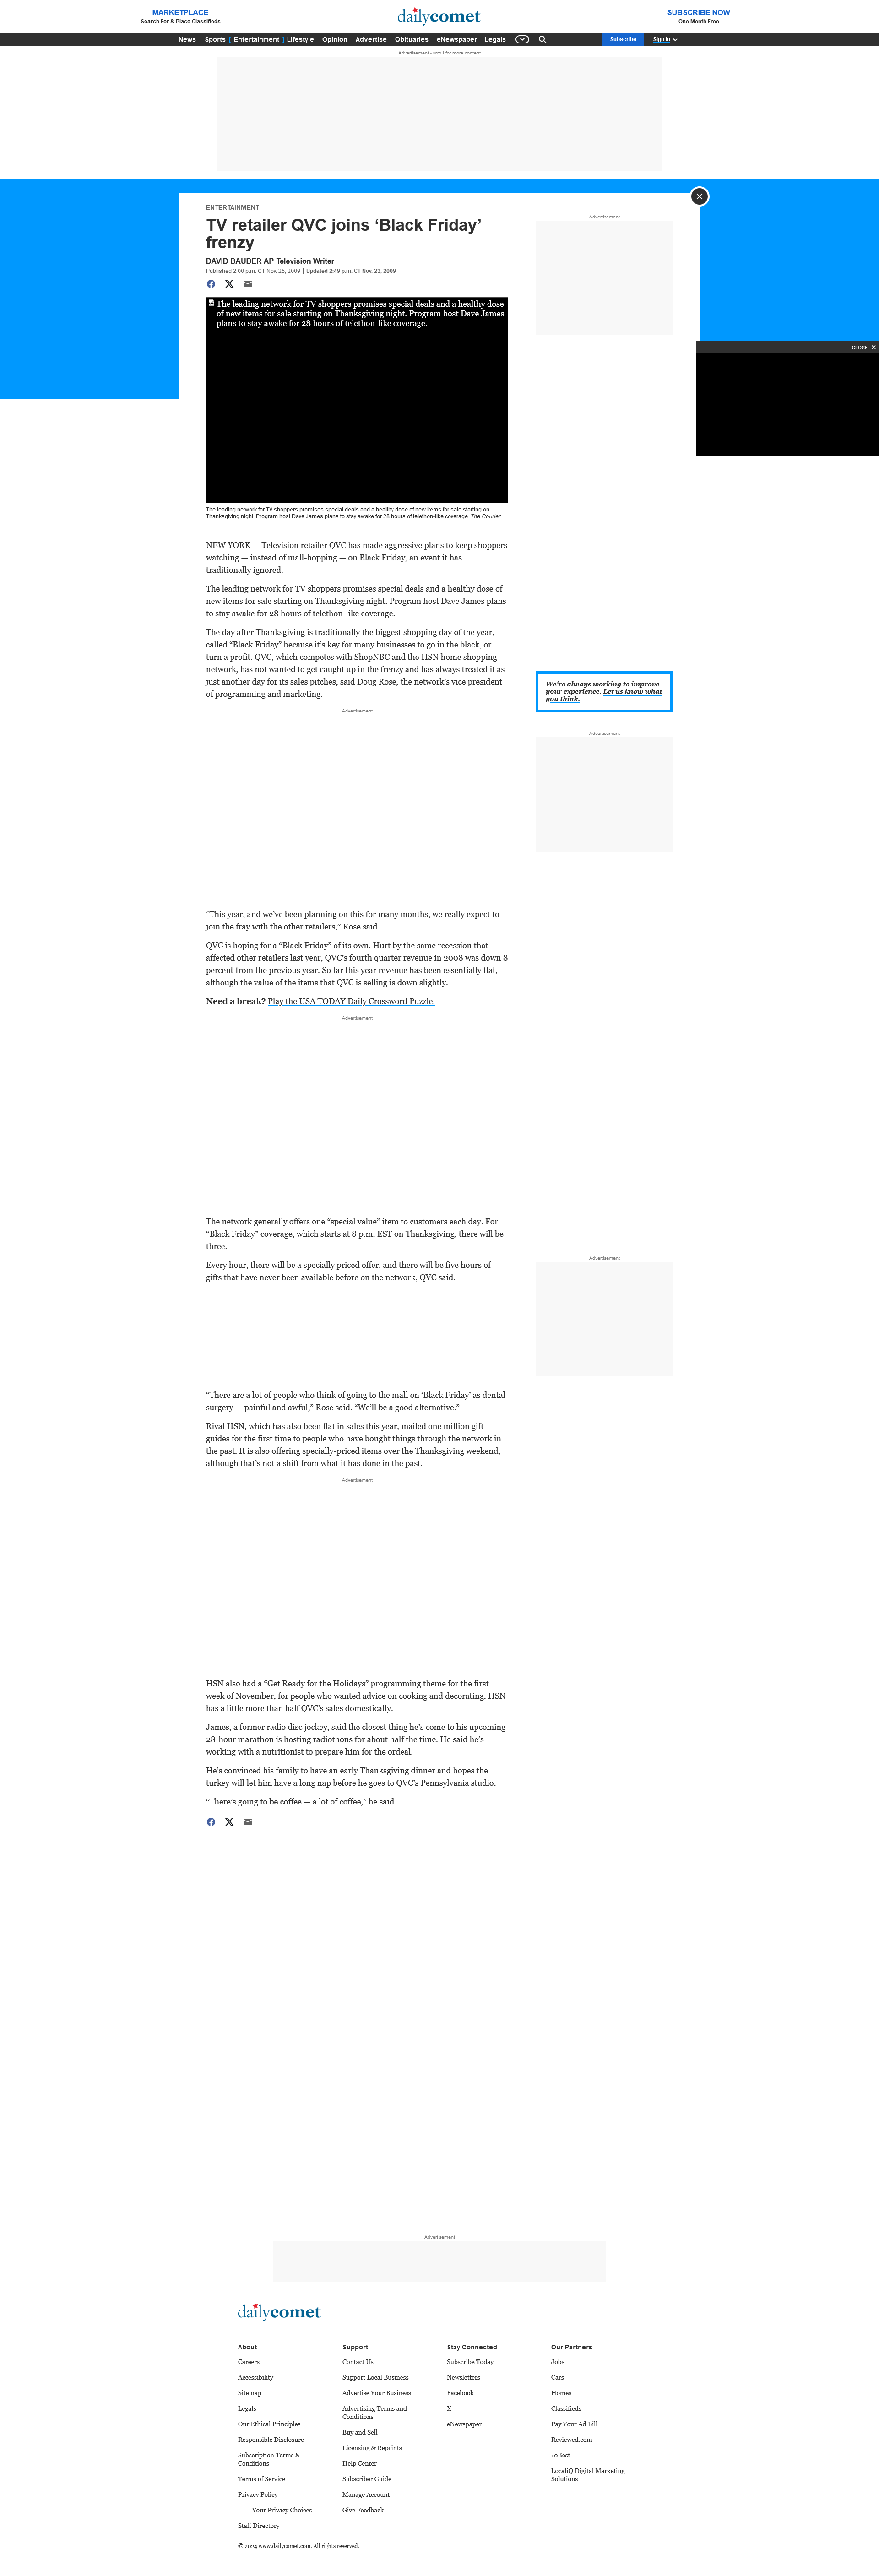 MARKETPLACE
Search For & Place Classifieds
dailycomet
SUBSCRIBE NOW
One Month Free
News Sports Entertainment Lifestyle Opinion Advertise Obituaries eNewspaper Legals
Subscribe Sign In
Advertisement - scroll for more content
ENTERTAINMENT
TV retailer QVC joins ‘Black Friday’
frenzy
DAVID BAUDER AP Television Writer
Published 2:00 p.m. CT Nov. 25, 2009 | Updated 2:49 p.m. CT Nov. 23, 2009
The leading network for TV shoppers promises special deals and a healthy dose
of new items for sale starting on Thanksgiving night. Program host Dave James
plans to stay awake for 28 hours of telethon-like coverage.
The leading network for TV shoppers promises special deals and a healthy dose of new items for sale starting on
Thanksgiving night. Program host Dave James plans to stay awake for 28 hours of telethon-like coverage. The Courier
Advertisement
CLOSE
NEW YORK — Television retailer QVC has made aggressive plans to keep shoppers
watching — instead of mall-hopping — on Black Friday, an event it has
traditionally ignored.
The leading network for TV shoppers promises special deals and a healthy dose of
new items for sale starting on Thanksgiving night. Program host Dave James plans
to stay awake for 28 hours of telethon-like coverage.
The day after Thanksgiving is traditionally the biggest shopping day of the year,
called “Black Friday” because it’s key for many businesses to go in the black, or
turn a profit. QVC, which competes with ShopNBC and the HSN home shopping
network, has not wanted to get caught up in the frenzy and has always treated it as
just another day for its sales pitches, said Doug Rose, the network’s vice president
of programming and marketing.
We're always working to improve
your experience. Let us know what
you think.
Advertisement
Advertisement
“This year, and we’ve been planning on this for many months, we really expect to
join the fray with the other retailers,” Rose said.
QVC is hoping for a “Black Friday” of its own. Hurt by the same recession that
affected other retailers last year, QVC’s fourth quarter revenue in 2008 was down 8
percent from the previous year. So far this year revenue has been essentially flat,
although the value of the items that QVC is selling is down slightly.
Need a break? Play the USA TODAY Daily Crossword Puzzle.
Advertisement
The network generally offers one “special value” item to customers each day. For
“Black Friday” coverage, which starts at 8 p.m. EST on Thanksgiving, there will be
three.
Every hour, there will be a specially priced offer, and there will be five hours of
gifts that have never been available before on the network, QVC said.
Advertisement
“There are a lot of people who think of going to the mall on ‘Black Friday’ as dental
surgery — painful and awful,” Rose said. “We’ll be a good alternative.”
Rival HSN, which has also been flat in sales this year, mailed one million gift
guides for the first time to people who have bought things through the network in
the past. It is also offering specially-priced items over the Thanksgiving weekend,
although that’s not a shift from what it has done in the past.
Advertisement
HSN also had a “Get Ready for the Holidays” programming theme for the first
week of November, for people who wanted advice on cooking and decorating. HSN
has a little more than half QVC’s sales domestically.
James, a former radio disc jockey, said the closest thing he’s come to his upcoming
28-hour marathon is hosting radiothons for about half the time. He said he’s
working with a nutritionist to prepare him for the ordeal.
He’s convinced his family to have an early Thanksgiving dinner and hopes the
turkey will let him have a long nap before he goes to QVC’s Pennsylvania studio.
“There’s going to be coffee — a lot of coffee,” he said.
Advertisement
dailycomet
About
Careers
Accessibility
Sitemap
Legals
Our Ethical Principles
Responsible Disclosure
Subscription Terms &
Conditions
Terms of Service
Privacy Policy
Your Privacy Choices
Staff Directory
Support
Contact Us
Support Local Business
Advertise Your Business
Advertising Terms and
Conditions
Buy and Sell
Licensing & Reprints
Help Center
Subscriber Guide
Manage Account
Give Feedback
Stay Connected
Subscribe Today
Newsletters
Facebook
X
eNewspaper
Our Partners
Jobs
Cars
Homes
Classifieds
Pay Your Ad Bill
Reviewed.com
10Best
LocaliQ Digital Marketing
Solutions
© 2024 www.dailycomet.com. All rights reserved.